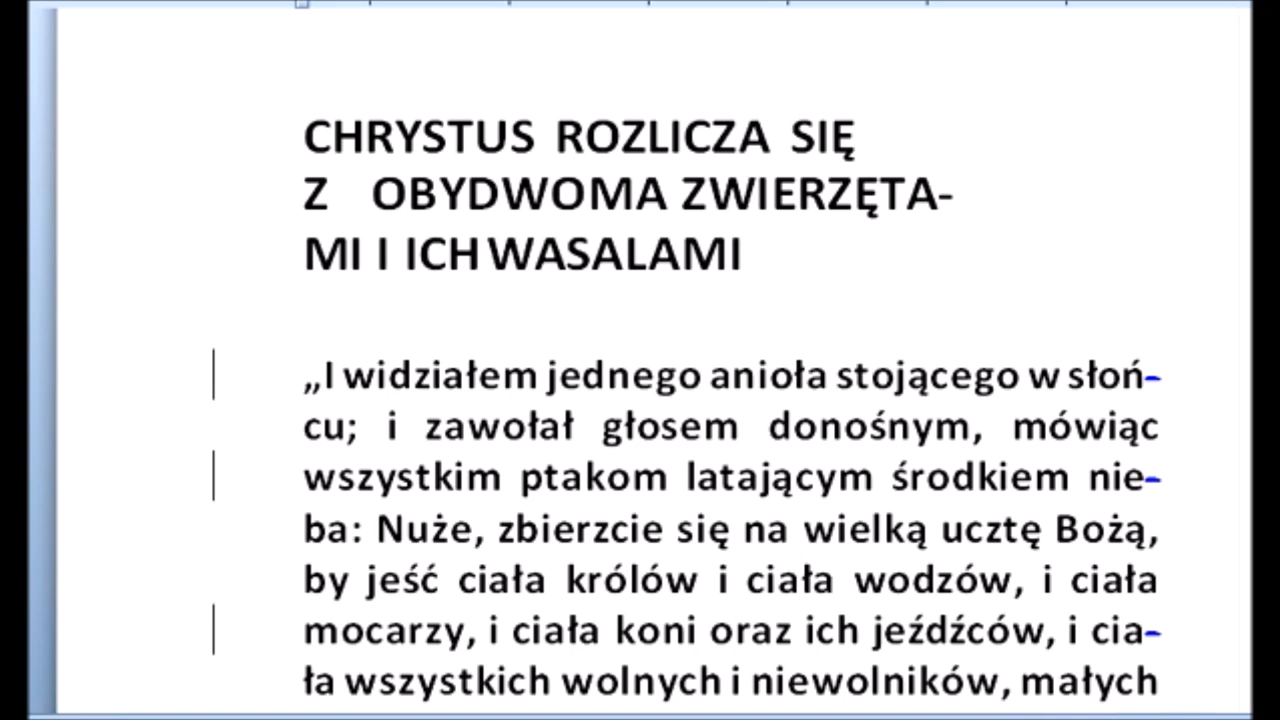 CHRYSTUS ROZLICZA SIĘ
Z OBYDWOMA ZWIERZĘTA-
MI I ICH WASALAMI
„I widziałem jednego anioła stojącego w słoń-
cu; i zawołał głosem donośnym, mówiąc
wszystkim ptakom latającym środkiem nie-
ba: Nuże, zbierzcie się na wielką ucztę Bożą,
by jeść ciała królów i ciała wodzów, i ciała
mocarzy, i ciała koni oraz ich jeźdźców, i cia-
ła wszystkich wolnych i niewolników, małych